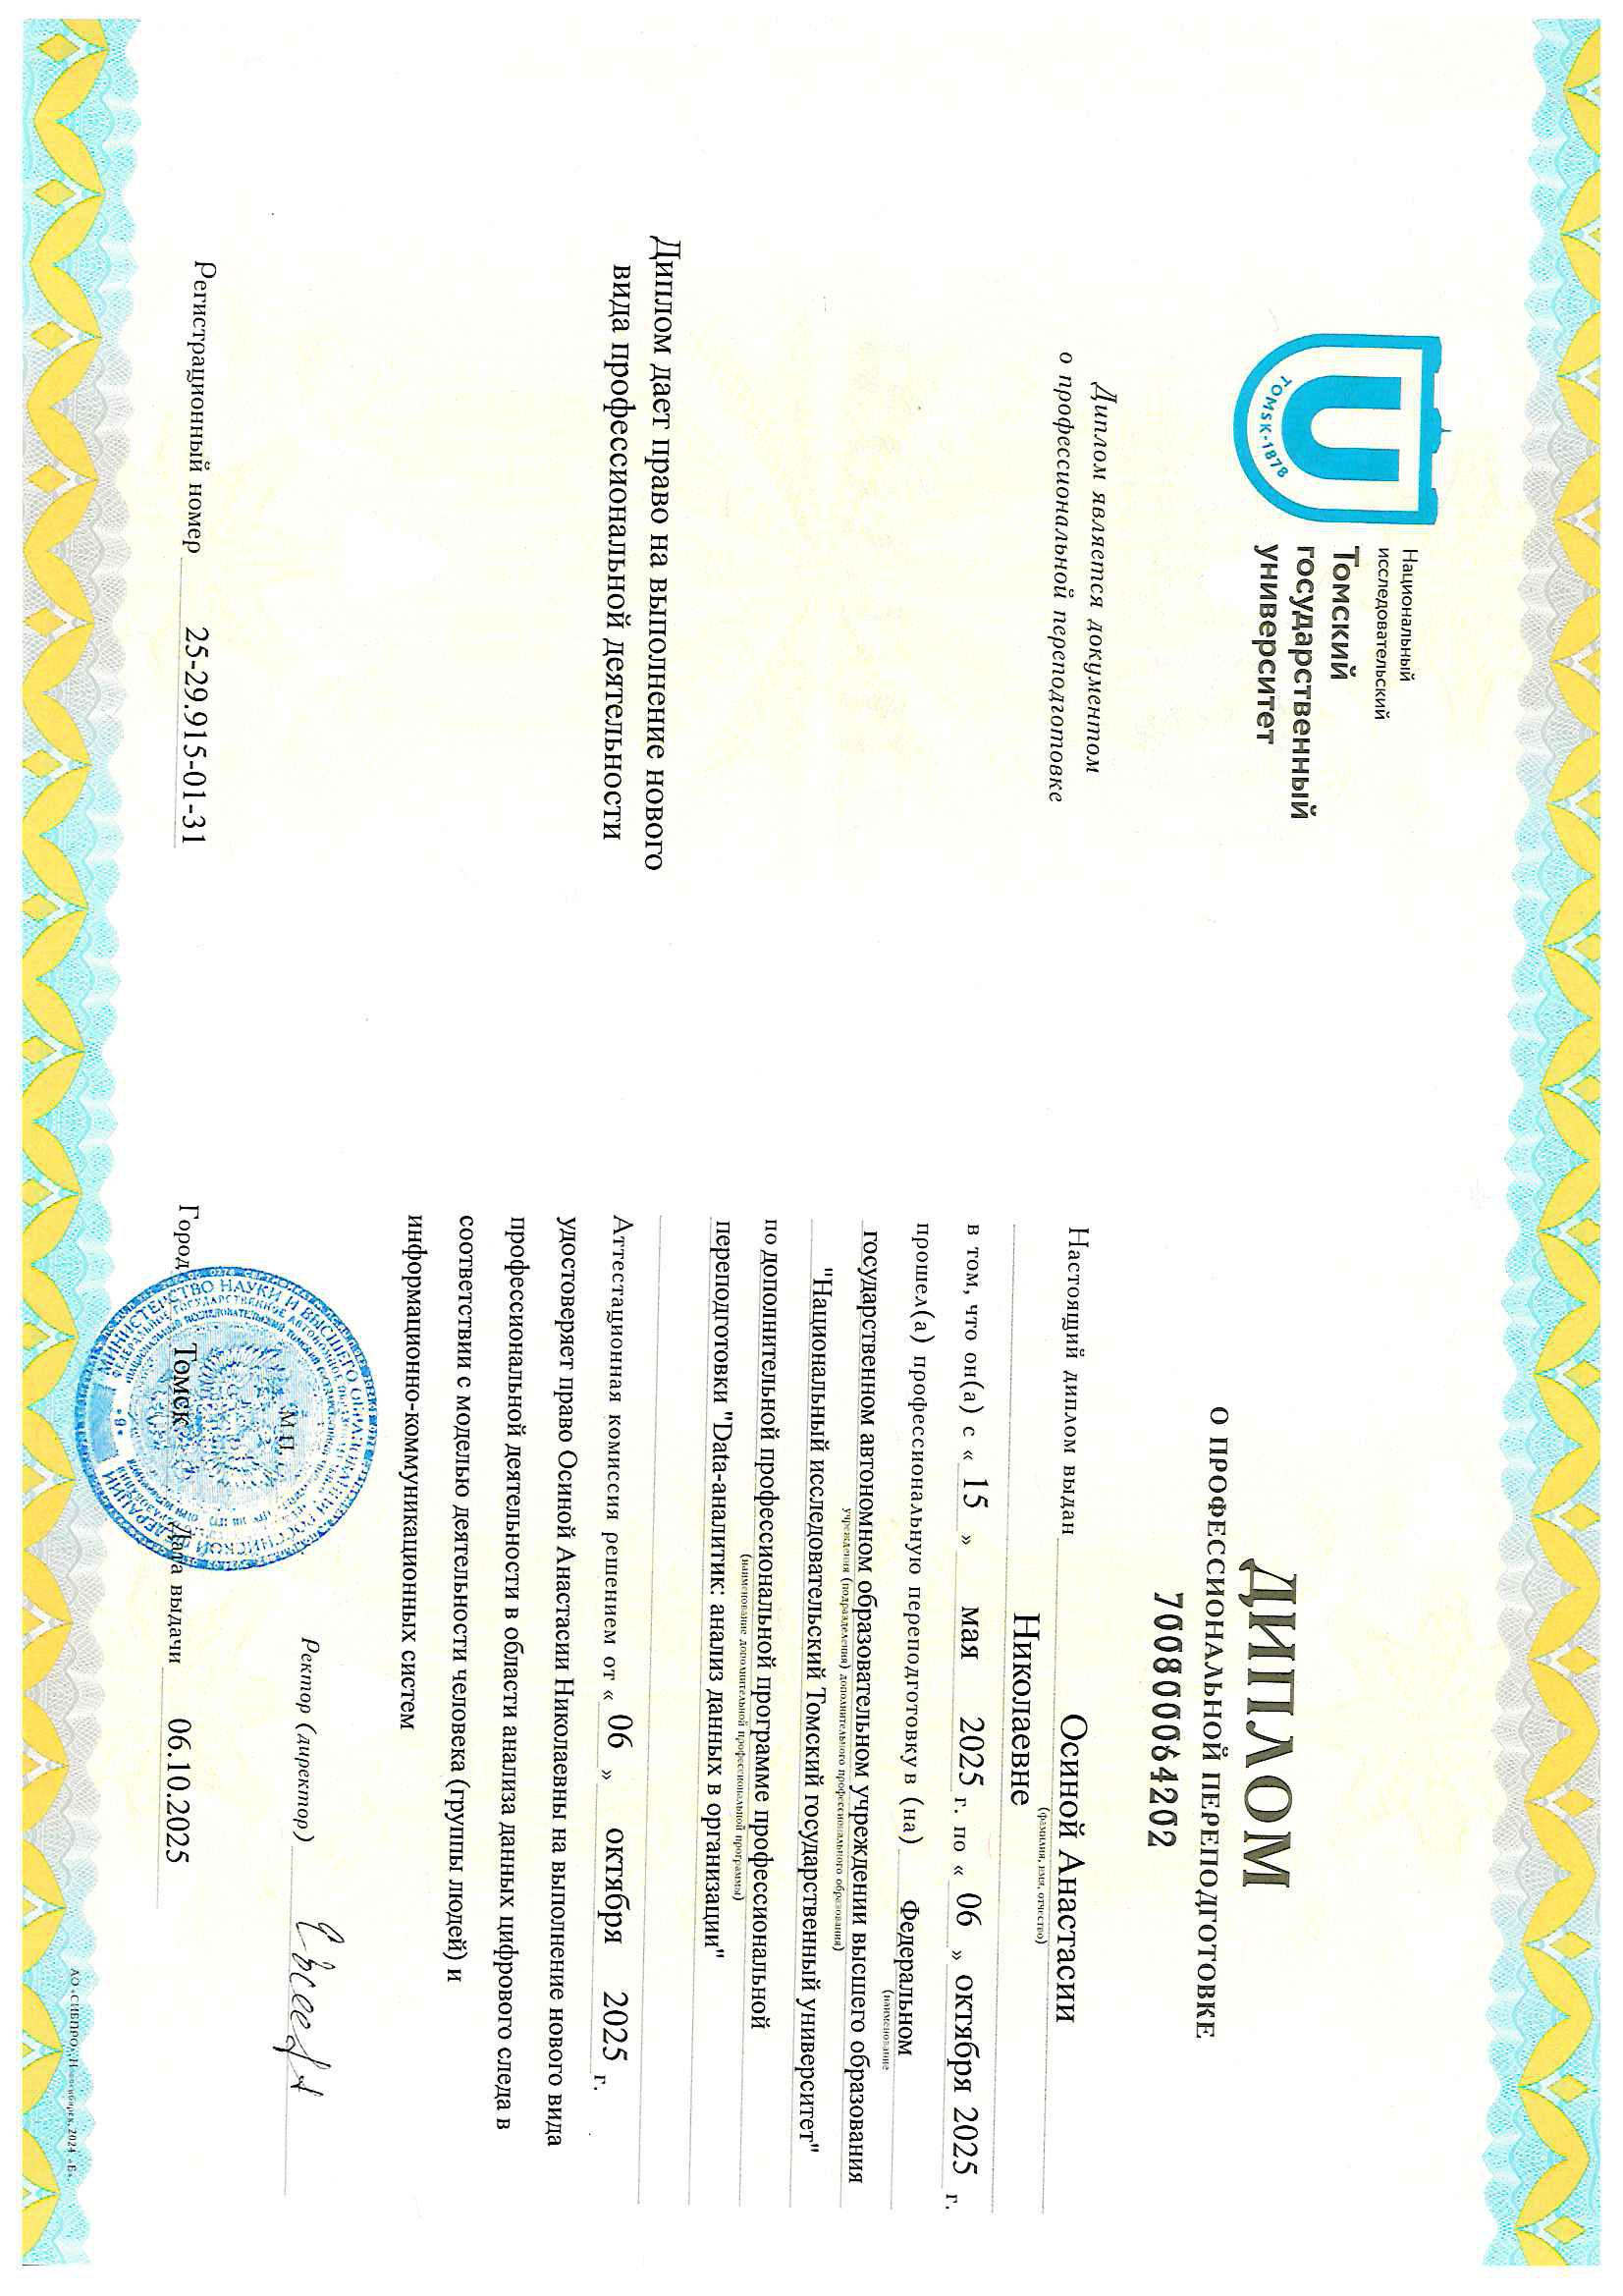 Национальный
исследовательский
Томский
государственный
университет
TOMSK-1878
Диплом является документом
о профессиональной переподготовке
Диплом дает право на выполнение нового
вида профессиональной деятельности
Регистрационный номер 25-29.915-01-31
ДИПЛОМ
О ПРОФЕССИОНАЛЬНОЙ ПЕРЕПОДГОТОВКЕ
700800064202
Настоящий диплом выдан Осиной Анастасии
(фамилия, имя, отчество)
Николаевне
в том, что он(а) с « 15 » мая 2025 г. по « 06 » октября 2025 г.
прошел(а) профессиональную переподготовку в (на) Федеральном
(наименование
государственном автономном образовательном учреждении высшего образования
учреждения (подразделения) дополнительного профессионального образования)
"Национальный исследовательский Томский государственный университет"
по дополнительной профессиональной программе профессиональной
(наименование дополнительной профессиональной программы)
переподготовки "Data-аналитик: анализ данных в организации"
Аттестационная комиссия решением от « 06 » октября 2025 г.
удостоверяет право Осиной Анастасии Николаевны на выполнение нового вида
профессиональной деятельности в области анализа данных цифрового следа в
соответствии с моделью деятельности человека (группы людей) и
информационно-коммуникационных систем
М.П.
Ректор (директор)
Город Томск Дата выдачи 06.10.2025
МИНИСТЕРСТВО НАУКИ И ВЫСШЕГО ОБРАЗОВАНИЯ РОССИЙСКОЙ ФЕДЕРАЦИИ
АО «СИБПРО», Новосибирск, 2024 «В».